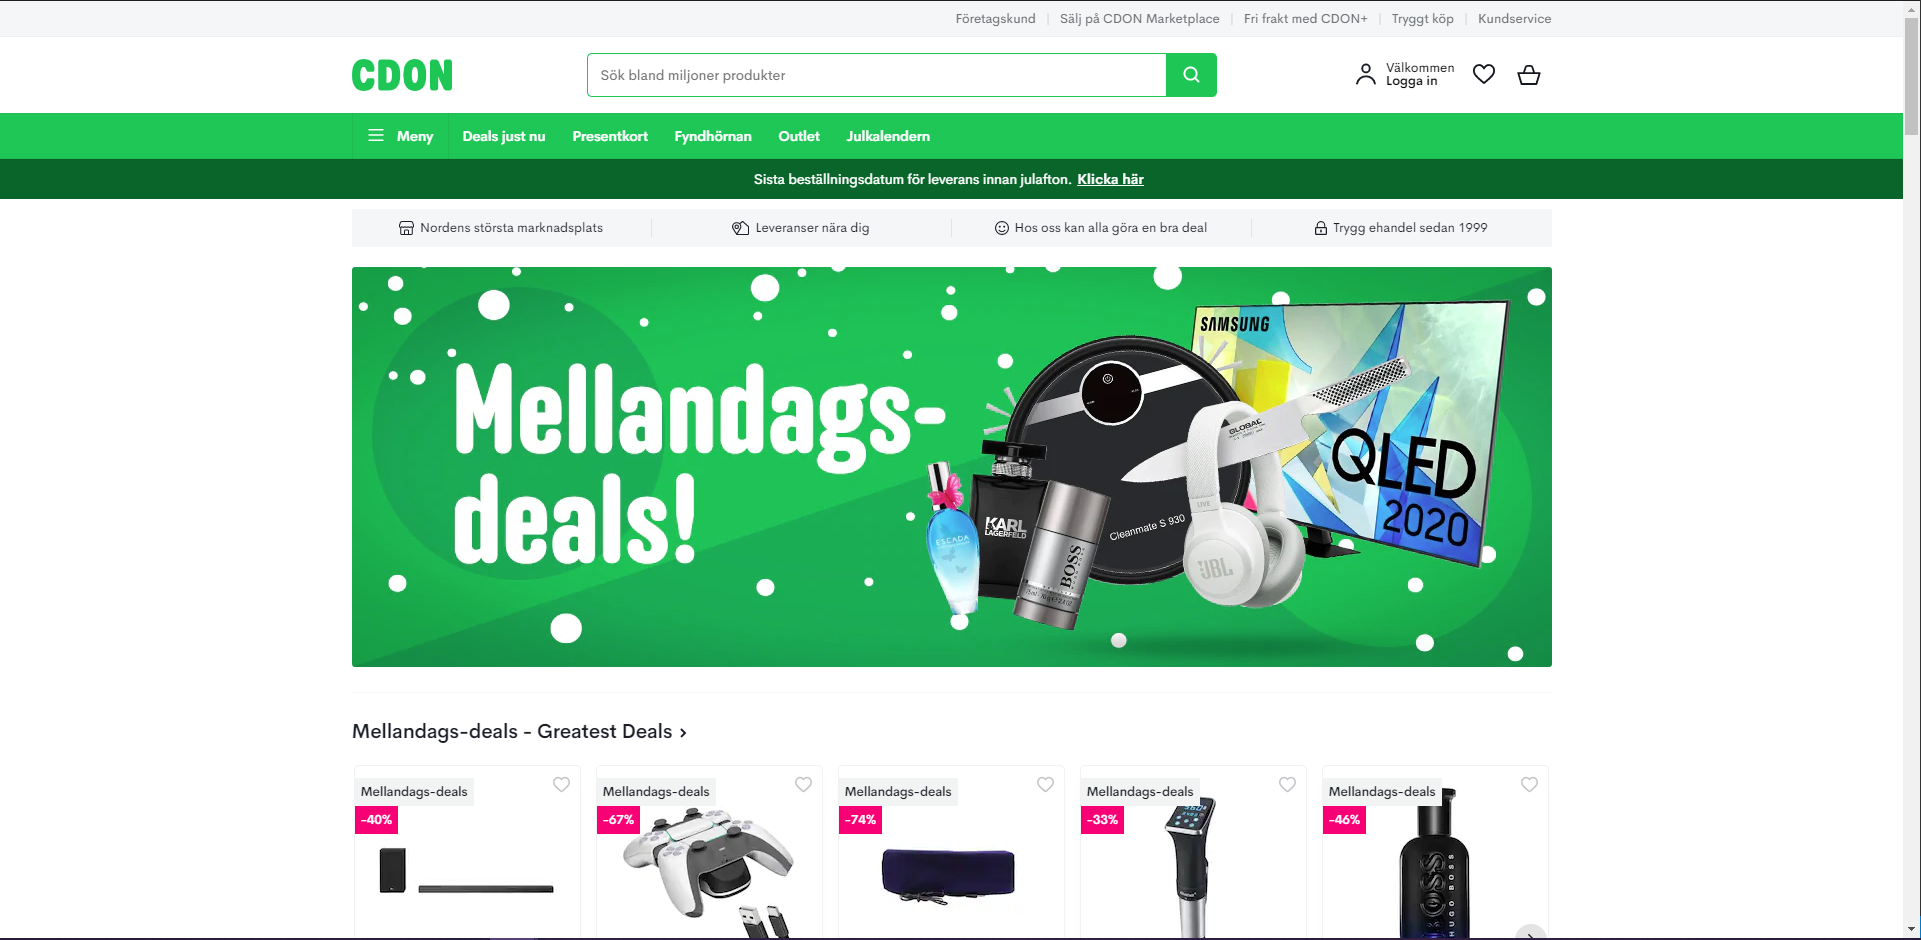 Företagskund
Sälj på CDON Marketplace
Fri frakt med CDON+
Tryggt köp
Kundservice
CDON
Sök bland miljoner produkter
Välkommen
Logga in
Meny
Deals just nu
Presentkort
Fyndhörnan
Outlet
Julkalendern
Sista beställningsdatum för leverans innan julafton. Klicka här
Nordens största marknadsplats
Leveranser nära dig
Hos oss kan alla göra en bra deal
Trygg ehandel sedan 1999
Mellandags-
deals!
SAMSUNG
QLED
2020
GLOBAL
LIVE
JBL
Cleanmate S 930
KARL
LAGERFELD
ESCADA
BOSS
Mellandags-deals - Greatest Deals
Mellandags-deals
-40%
Mellandags-deals
-67%
Mellandags-deals
-74%
Mellandags-deals
-33%
Mellandags-deals
-46%
BOSS
HUGO BOSS